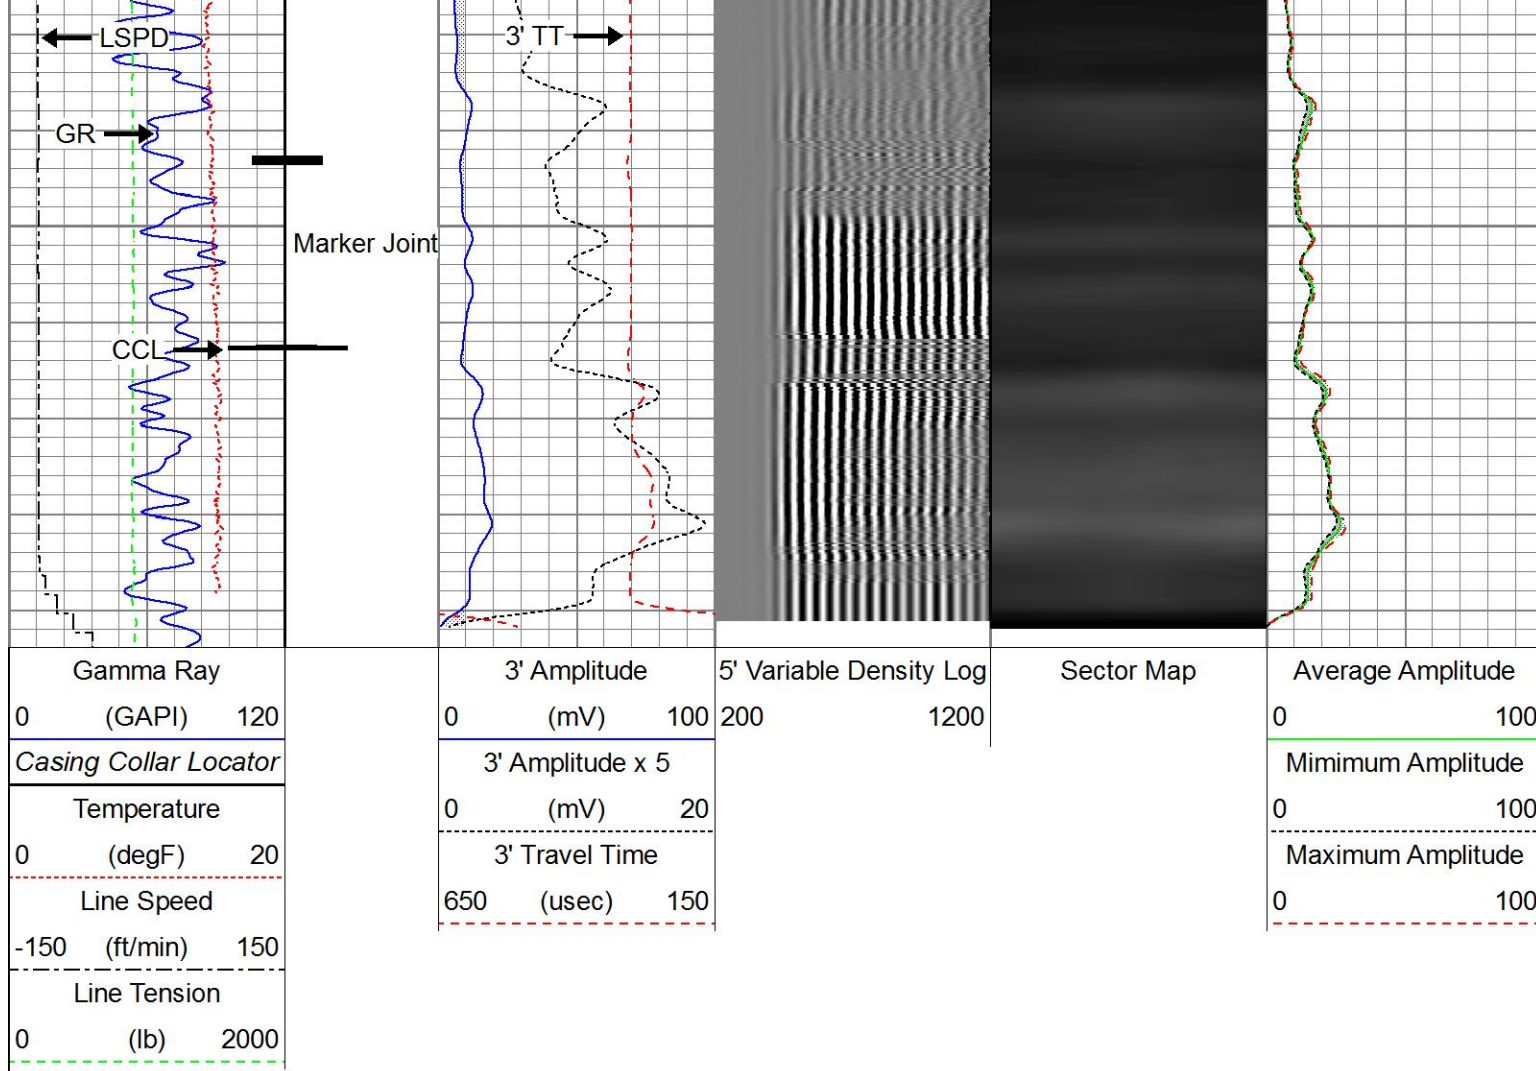 LSPD
3' TT
GR
Marker Joint
CCL
Gamma Ray
0 (GAPI) 120
Casing Collar Locator
Temperature
0 (degF) 20
Line Speed
-150 (ft/min) 150
Line Tension
0 (lb) 2000
3' Amplitude
0 (mV) 100
3' Amplitude x 5
0 (mV) 20
3' Travel Time
650 (usec) 150
5' Variable Density Log
200 1200
Sector Map
Average Amplitude
0 100
Mimimum Amplitude
0 100
Maximum Amplitude
0 100